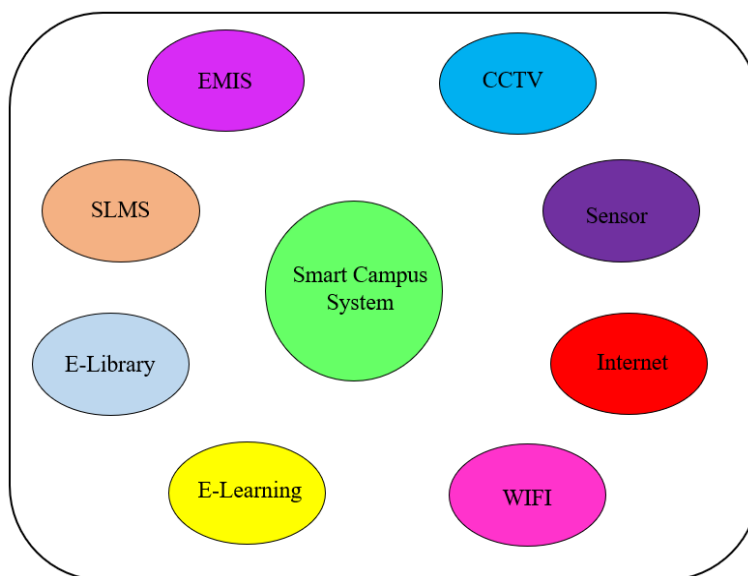 EMIS
CCTV
SLMS
Sensor
Smart Campus
System
E-Library
Internet
E-Learning
WIFI